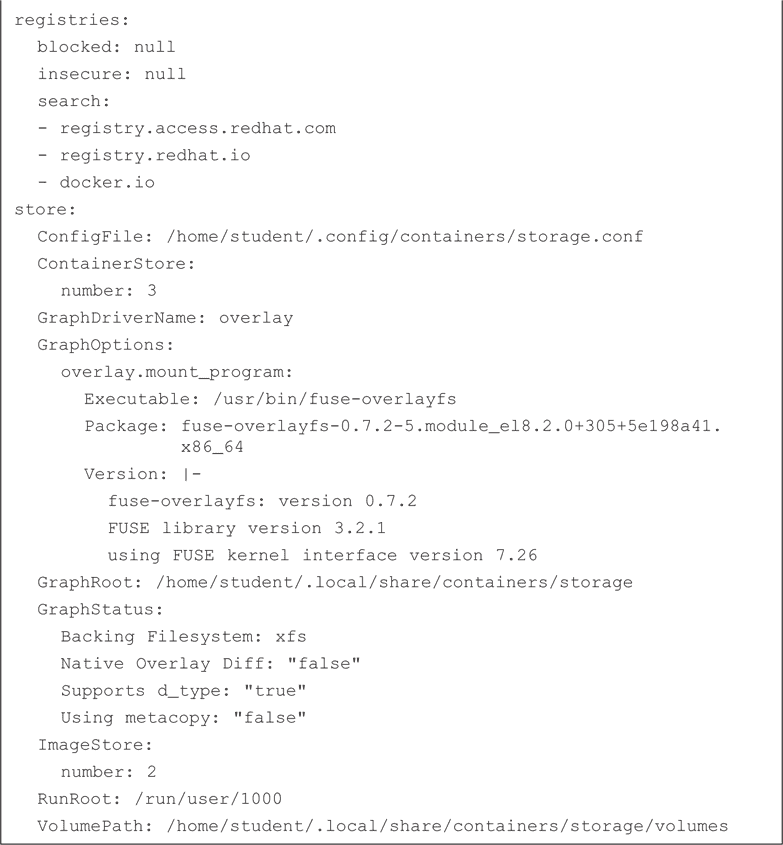 registries:
  blocked: null
  insecure: null
  search:
  - registry.access.redhat.com
  - registry.redhat.io
  - docker.io
store:
  ConfigFile: /home/student/.config/containers/storage.conf
  ContainerStore:
    number: 3
  GraphDriverName: overlay
  GraphOptions:
    overlay.mount_program:
      Executable: /usr/bin/fuse-overlayfs
      Package: fuse-overlayfs-0.7.2-5.module_el8.2.0+305+5e198a41.
               x86_64
      Version: |-
        fuse-overlayfs: version 0.7.2
        FUSE library version 3.2.1
        using FUSE kernel interface version 7.26
  GraphRoot: /home/student/.local/share/containers/storage
  GraphStatus:
    Backing Filesystem: xfs
    Native Overlay Diff: "false"
    Supports d_type: "true"
    Using metacopy: "false"
  ImageStore:
    number: 2
  RunRoot: /run/user/1000
  VolumePath: /home/student/.local/share/containers/storage/volumes